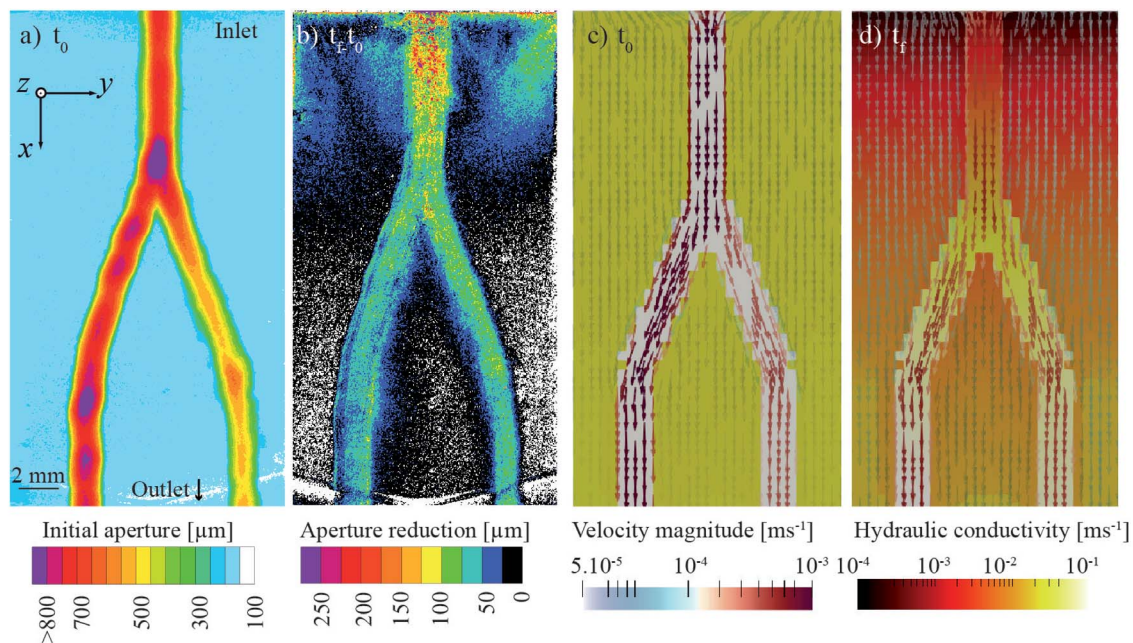 a) t₀
Inlet
z
y
x
2 mm
Outlet ↓
b) t_f-t₀
c) t₀
d) t_f
Initial aperture [µm]
>800
700
500
300
100
Aperture reduction [µm]
250
200
150
100
50
0
Velocity magnitude [ms⁻¹]
5.10⁻⁵
10⁻⁴
10⁻³
Hydraulic conductivity [ms⁻¹]
10⁻⁴
10⁻³
10⁻²
10⁻¹